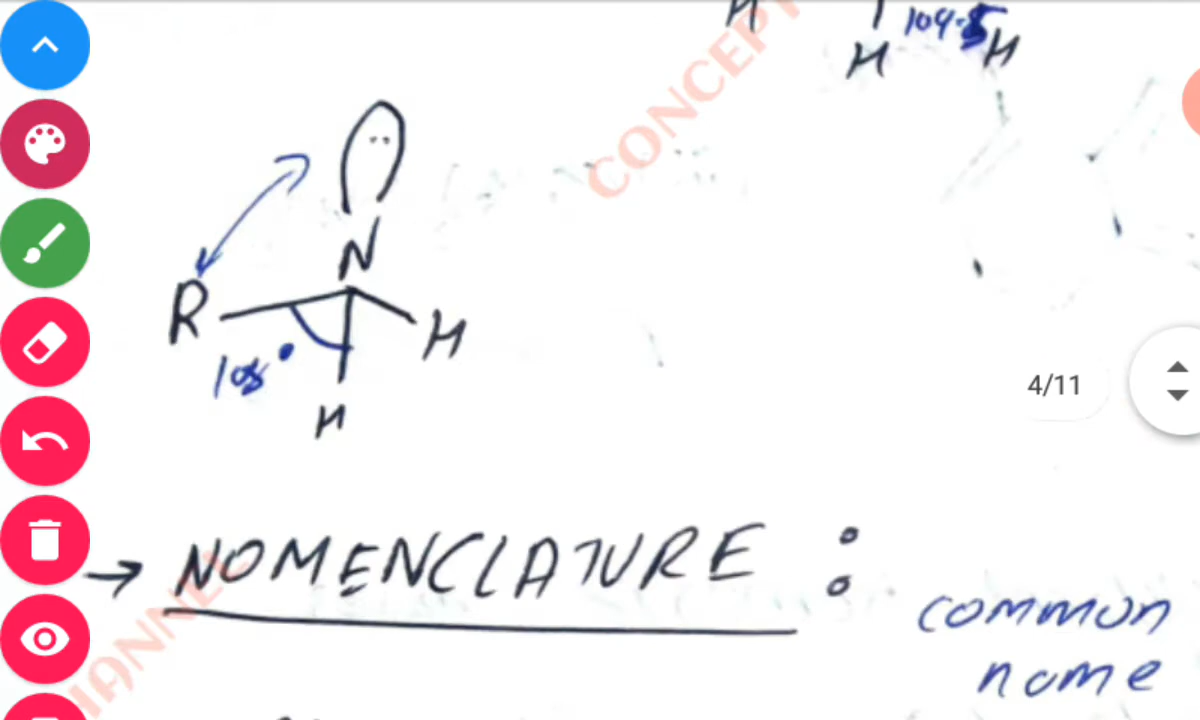 H
H
104.5
H
CONCEPT
N
R
H
108°
H
4/11
→ NOMENCLATURE :
common
name